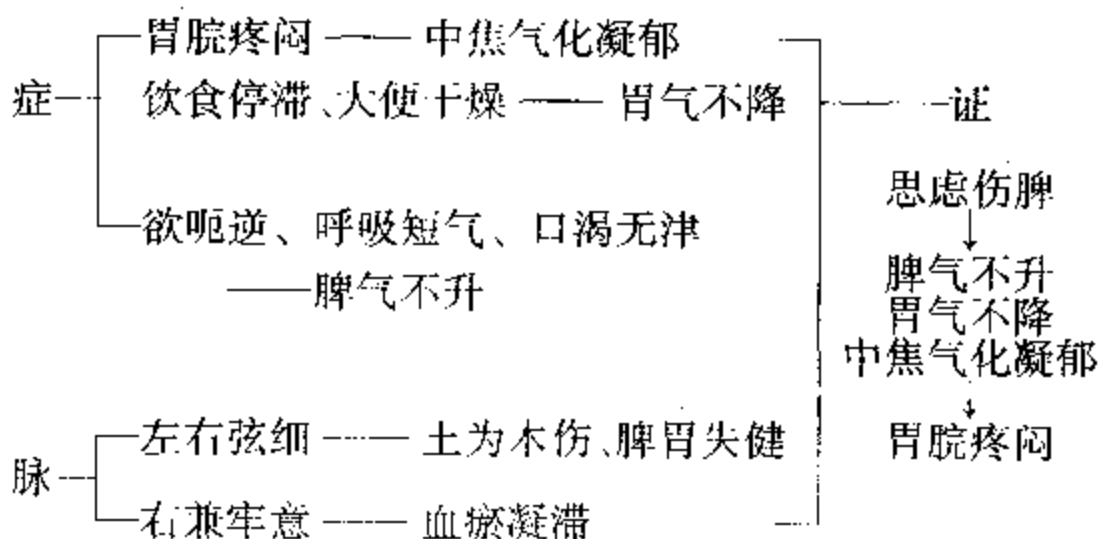 胃脘疼闷——中焦气化凝郁
症
饮食停滞、大便干燥——胃气不降
证
思虑伤脾
欲呃逆、呼吸短气、口渴无津
——脾气不升
脾气不升
胃气不降
中焦气化凝郁
左右弦细——土为木伤、脾胃失健
胃脘疼闷
脉
右兼牢意——血瘀凝滞